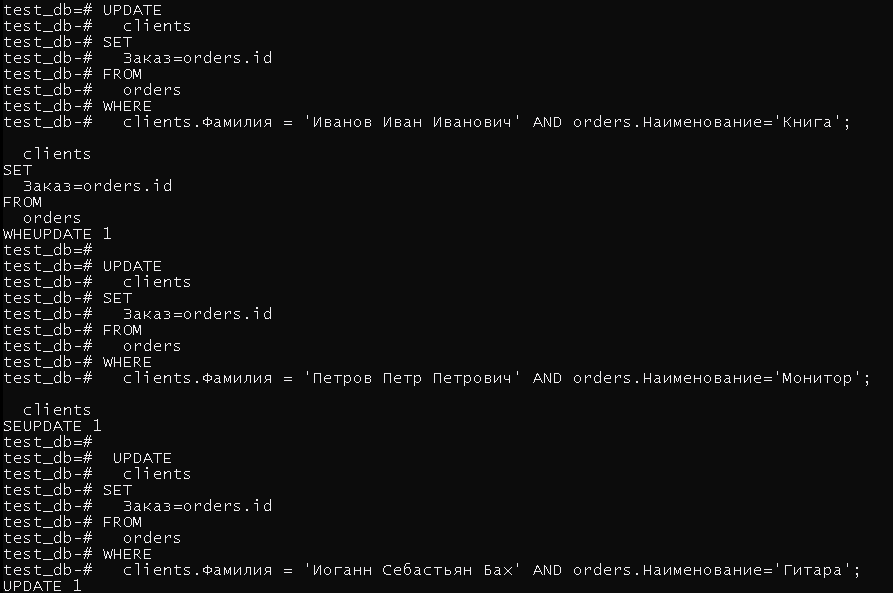 test_db=# UPDATE
test_db-#   clients
test_db-# SET
test_db-#   Заказ=orders.id
test_db-# FROM
test_db-#   orders
test_db-# WHERE
test_db-#   clients.Фамилия = 'Иванов Иван Иванович' AND orders.Наименование='Книга';
  clients
SET
  Заказ=orders.id
FROM
  orders
WHEUPDATE 1
test_db=#
test_db=# UPDATE
test_db-#   clients
test_db-# SET
test_db-#   Заказ=orders.id
test_db-# FROM
test_db-#   orders
test_db-# WHERE
test_db-#   clients.Фамилия = 'Петров Петр Петрович' AND orders.Наименование='Монитор';
  clients
SEUPDATE 1
test_db=#
test_db=#  UPDATE
test_db-#   clients
test_db-# SET
test_db-#   Заказ=orders.id
test_db-# FROM
test_db-#   orders
test_db-# WHERE
test_db-#   clients.Фамилия = 'Иоганн Себастьян Бах' AND orders.Наименование='Гитара';
UPDATE 1